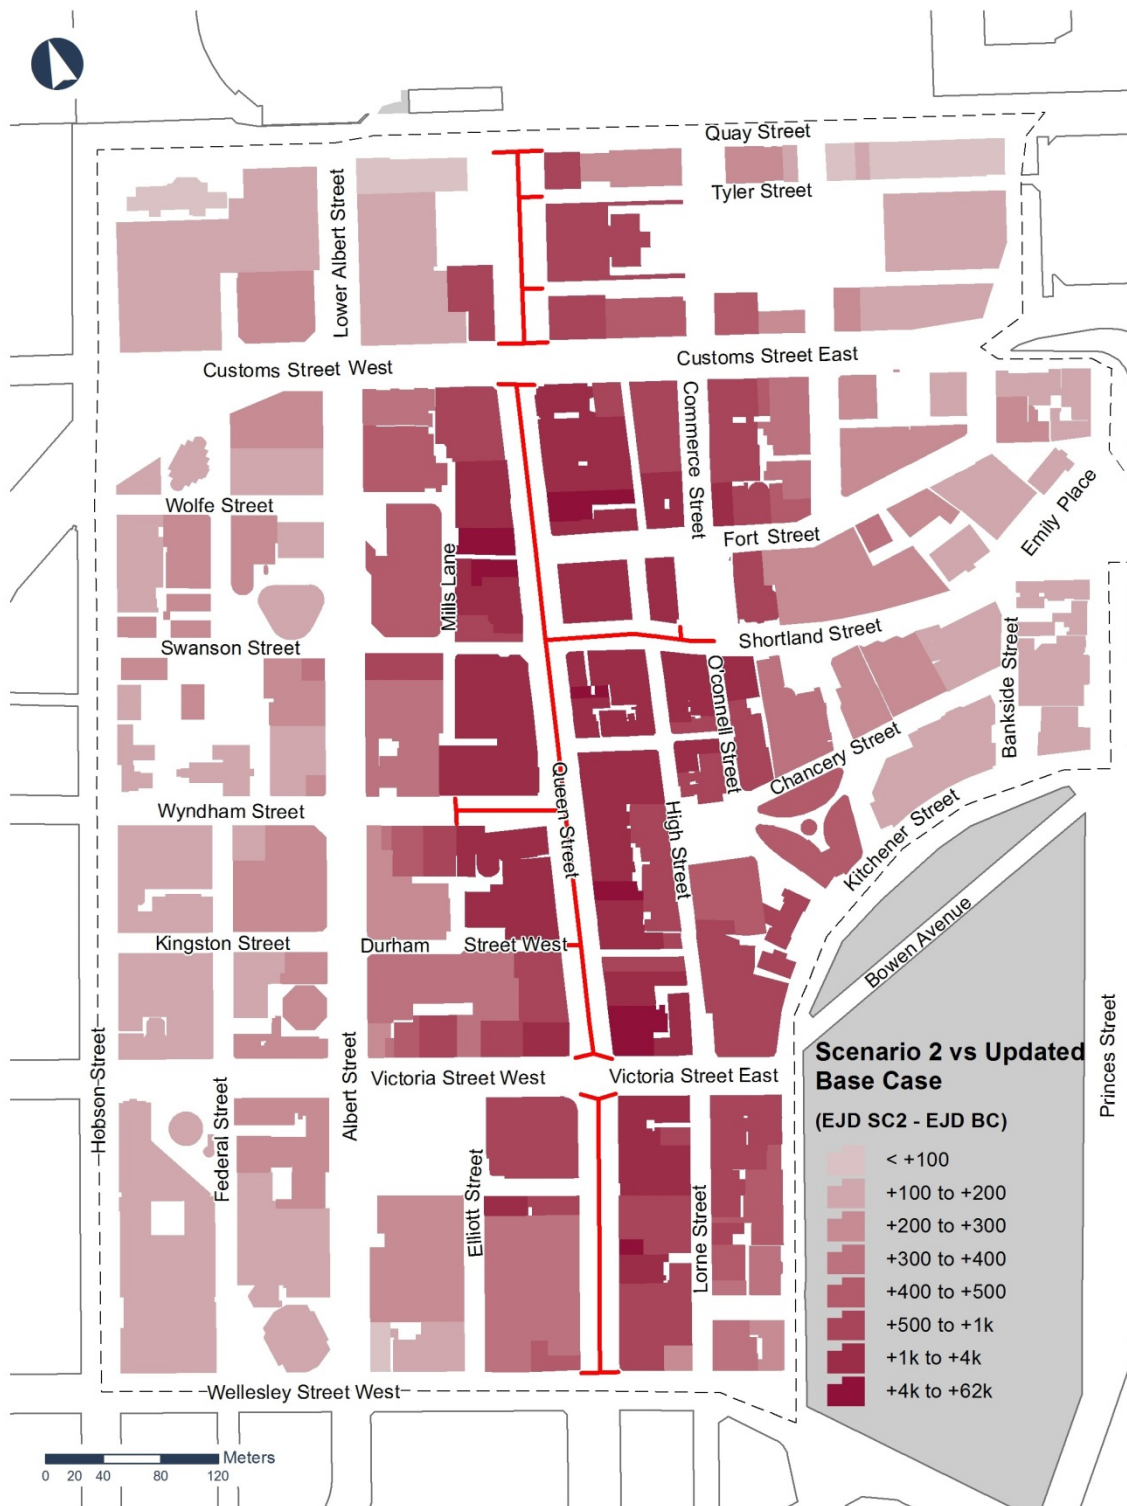 Quay Street
Tyler Street
Lower Albert Street
Customs Street West
Customs Street East
Commerce Street
Wolfe Street
Fort Street
Emily Place
Mills Lane
Swanson Street
Shortland Street
O'connell Street
Bankside Street
Chancery Street
Queen Street
Wyndham Street
High Street
Kitchener Street
Kingston Street
Durham Street West
Bowen Avenue
Hobson Street
Federal Street
Albert Street
Victoria Street West
Victoria Street East
Princes Street
Elliott Street
Lorne Street
Wellesley Street West
Scenario 2 vs Updated
Base Case
(EJD SC2 - EJD BC)
< +100
+100 to +200
+200 to +300
+300 to +400
+400 to +500
+500 to +1k
+1k to +4k
+4k to +62k
Meters
0 20 40 80 120